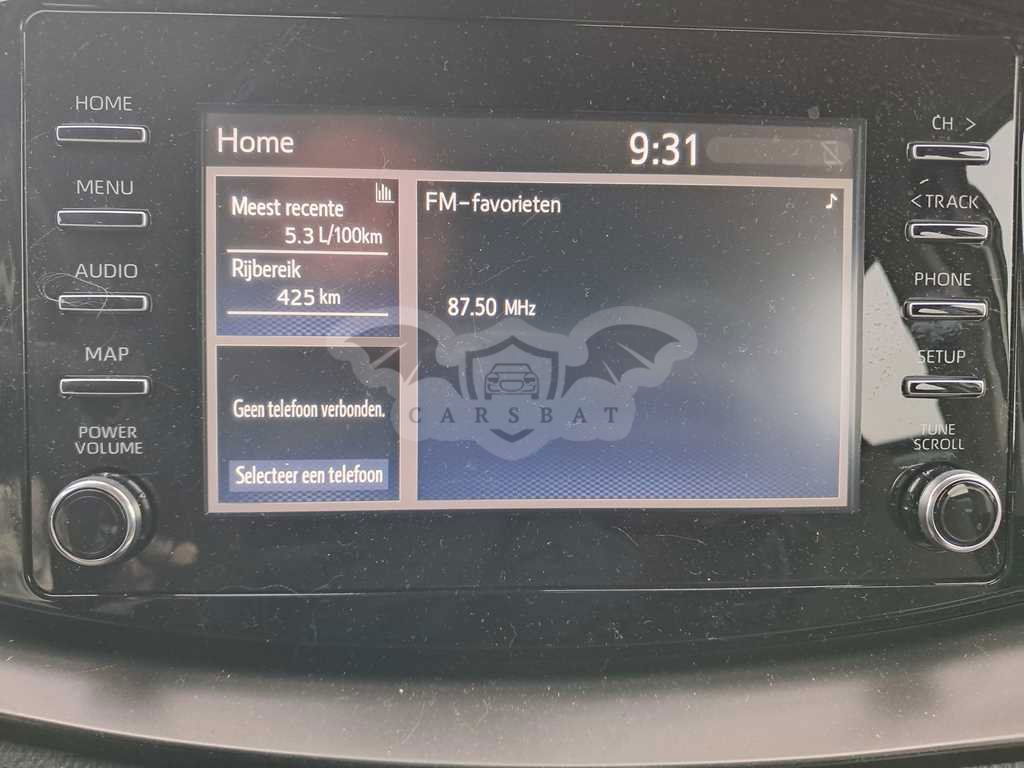 HOME
MENU
AUDIO
MAP
POWER
VOLUME
Home
9:31
Meest recente
5.3 L/100km
Rijbereik
425 km
Geen telefoon verbonden.
Selecteer een telefoon
FM-favorieten
87.50 MHz
CARSBAT
CH >
< TRACK
PHONE
SETUP
TUNE
SCROLL